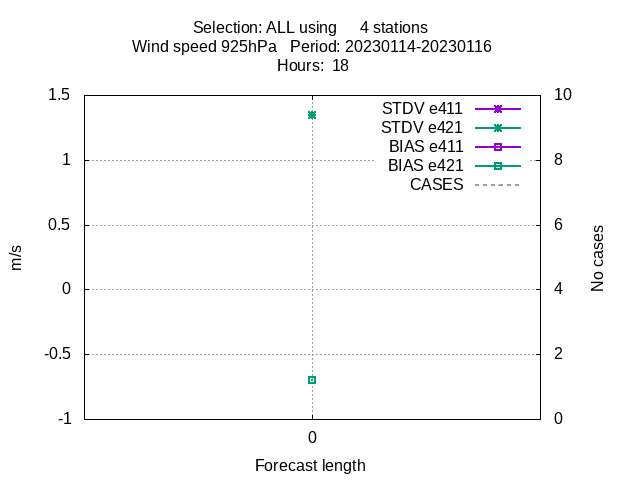 Selection: ALL using 4 stations
Wind speed 925hPa Period: 20230114-20230116
Hours: 18
1.5
1
0.5
0
-0.5
-1
10
8
6
4
2
0
STDV e411
STDV e421
BIAS e411
BIAS e421
CASES
m/s
No cases
0
Forecast length